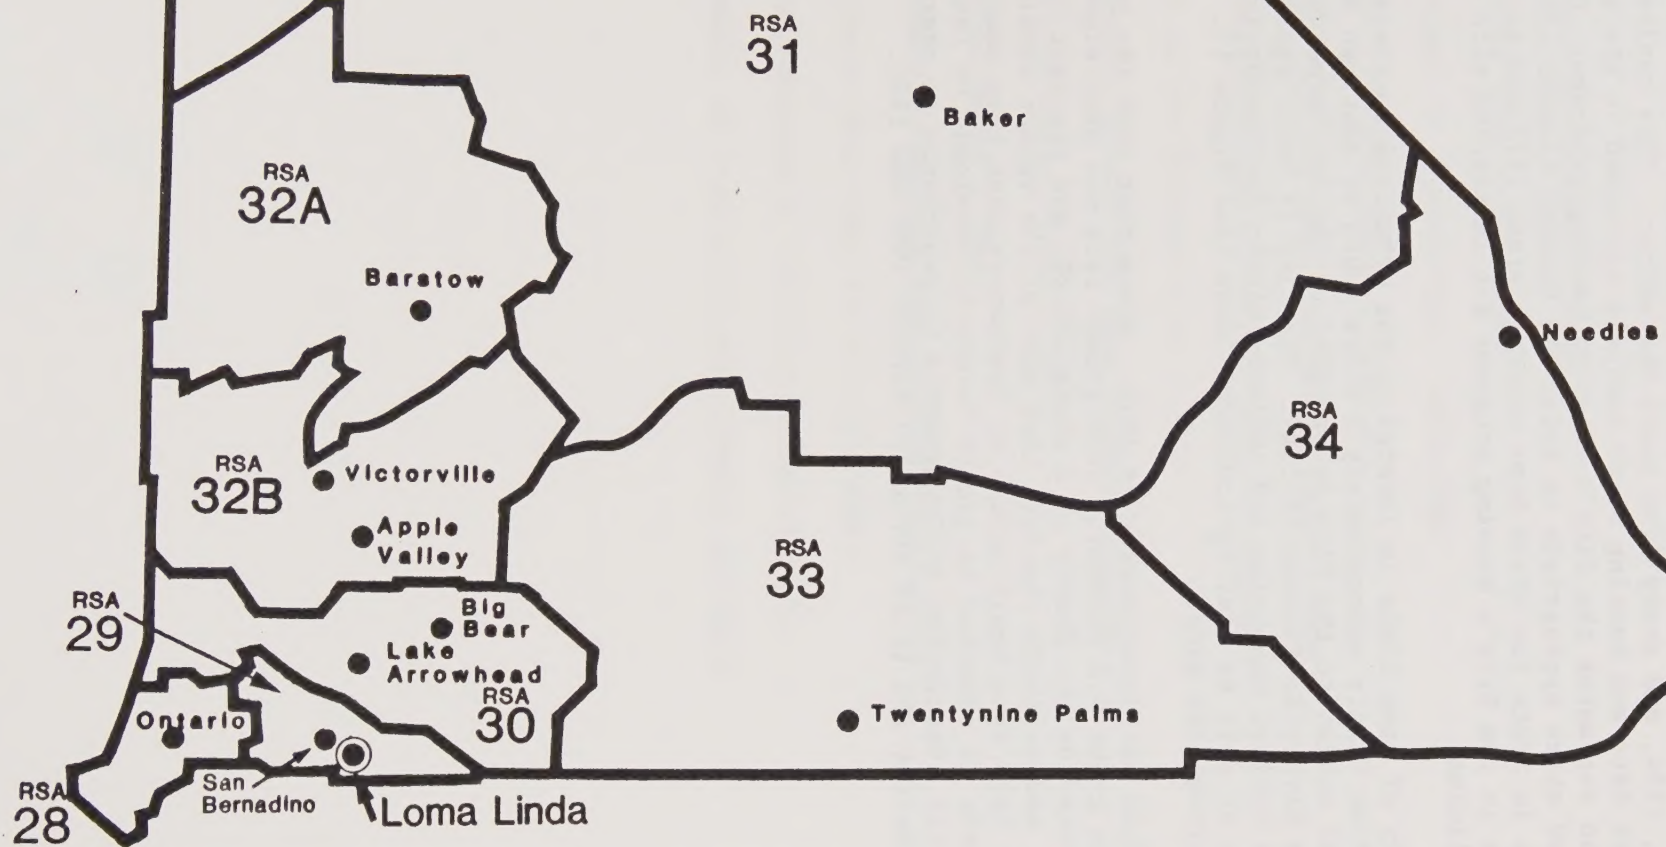 RSA
31
Baker
RSA
32A
Barstow
Needles
RSA
34
RSA
32B
Victorville
Apple
Valley
RSA
33
RSA
29
Big
Bear
Lake
Arrowhead
RSA
30
Ontario
Twentynine Palms
San
Bernadino
RSA
28
Loma Linda